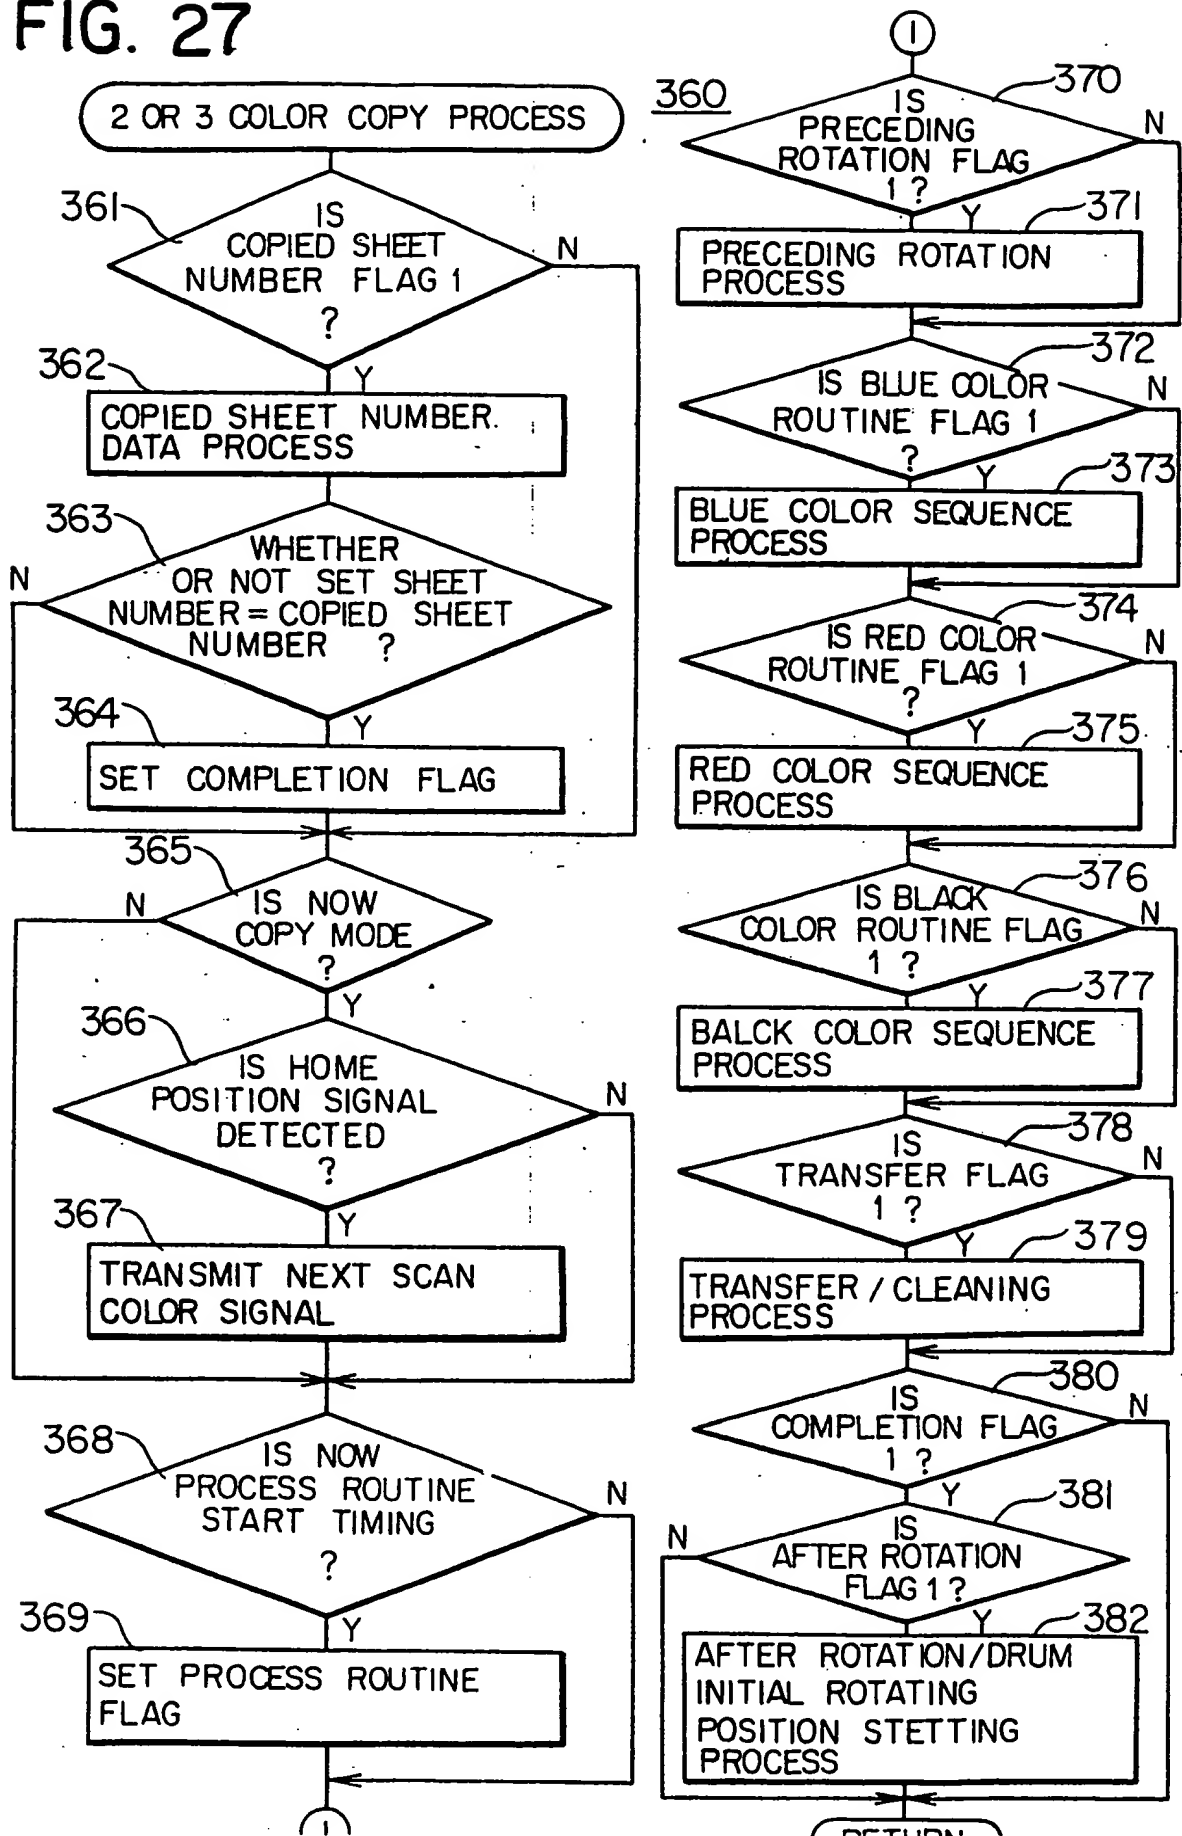 FIG. 27
2 OR 3 COLOR COPY PROCESS
361
IS
COPIED SHEET
NUMBER FLAG 1
?
N
Y
362
COPIED SHEET NUMBER.
DATA PROCESS
363
WHETHER
OR NOT SET SHEET
NUMBER = COPIED SHEET
NUMBER ?
N
Y
364
SET COMPLETION FLAG
365
IS NOW
COPY MODE
?
N
Y
366
IS HOME
POSITION SIGNAL
DETECTED
?
N
Y
367
TRANSMIT NEXT SCAN
COLOR SIGNAL
368
IS NOW
PROCESS ROUTINE
START TIMING
?
N
Y
369
SET PROCESS ROUTINE
FLAG
1
360
1
370
IS
PRECEDING
ROTATION FLAG
1 ?
N
Y
371
PRECEDING ROTATION
PROCESS
372
IS BLUE COLOR
ROUTINE FLAG 1
?
N
Y
373
BLUE COLOR SEQUENCE
PROCESS
374
IS RED COLOR
ROUTINE FLAG 1
?
N
Y
375
RED COLOR SEQUENCE
PROCESS
376
IS BLACK
COLOR ROUTINE FLAG
1 ?
N
Y
377
BALCK COLOR SEQUENCE
PROCESS
378
IS
TRANSFER FLAG
1 ?
N
Y
379
TRANSFER / CLEANING
PROCESS
380
IS
COMPLETION FLAG
1 ?
N
Y
381
IS
AFTER ROTATION
FLAG 1 ?
N
Y
382
AFTER ROTATION/DRUM
INITIAL ROTATING
POSITION STETTING
PROCESS
RETURN